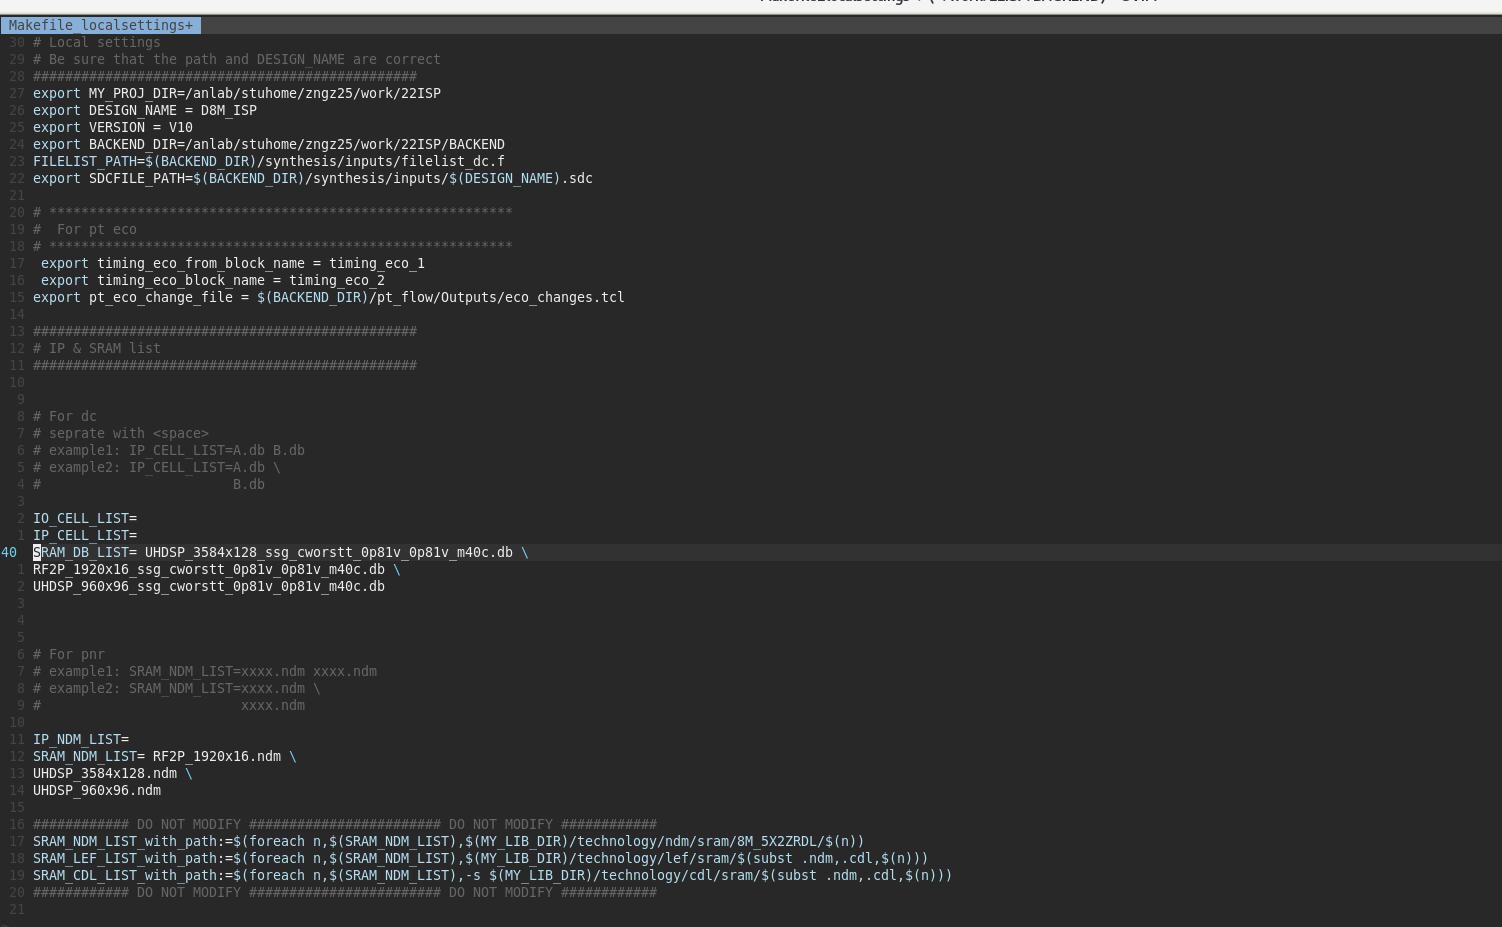 Makefile_localsettings+
30 # Local settings
29 # Be sure that the path and DESIGN_NAME are correct
28 ################################################
27 export MY_PROJ_DIR=/anlab/stuhome/zngz25/work/22ISP
26 export DESIGN_NAME = D8M_ISP
25 export VERSION = V10
24 export BACKEND_DIR=/anlab/stuhome/zngz25/work/22ISP/BACKEND
23 FILELIST_PATH=$(BACKEND_DIR)/synthesis/inputs/filelist_dc.f
22 export SDCFILE_PATH=$(BACKEND_DIR)/synthesis/inputs/$(DESIGN_NAME).sdc
21
20 # **********************************************************
19 #  For pt eco
18 # **********************************************************
17  export timing_eco_from_block_name = timing_eco_1
16  export timing_eco_block_name = timing_eco_2
15 export pt_eco_change_file = $(BACKEND_DIR)/pt_flow/Outputs/eco_changes.tcl
14
13 ################################################
12 # IP & SRAM list
11 ################################################
10
9
8 # For dc
7 # seprate with <space>
6 # example1: IP_CELL_LIST=A.db B.db
5 # example2: IP_CELL_LIST=A.db \
4 #                        B.db
3
2 IO_CELL_LIST=
1 IP_CELL_LIST=
40 SRAM_DB_LIST= UHDSP_3584x128_ssg_cworstt_0p81v_0p81v_m40c.db \
1 RF2P_1920x16_ssg_cworstt_0p81v_0p81v_m40c.db \
2 UHDSP_960x96_ssg_cworstt_0p81v_0p81v_m40c.db
3
4
5
6 # For pnr
7 # example1: SRAM_NDM_LIST=xxxx.ndm xxxx.ndm
8 # example2: SRAM_NDM_LIST=xxxx.ndm \
9 #                         xxxx.ndm
10
11 IP_NDM_LIST=
12 SRAM_NDM_LIST= RF2P_1920x16.ndm \
13 UHDSP_3584x128.ndm \
14 UHDSP_960x96.ndm
15
16 ############ DO NOT MODIFY ######################## DO NOT MODIFY ############
17 SRAM_NDM_LIST_with_path:=$(foreach n,$(SRAM_NDM_LIST),$(MY_LIB_DIR)/technology/ndm/sram/8M_5X2ZRDL/$(n))
18 SRAM_LEF_LIST_with_path:=$(foreach n,$(SRAM_NDM_LIST),$(MY_LIB_DIR)/technology/lef/sram/$(subst .ndm,.cdl,$(n)))
19 SRAM_CDL_LIST_with_path:=$(foreach n,$(SRAM_NDM_LIST),-s $(MY_LIB_DIR)/technology/cdl/sram/$(subst .ndm,.cdl,$(n)))
20 ############ DO NOT MODIFY ######################## DO NOT MODIFY ############
21